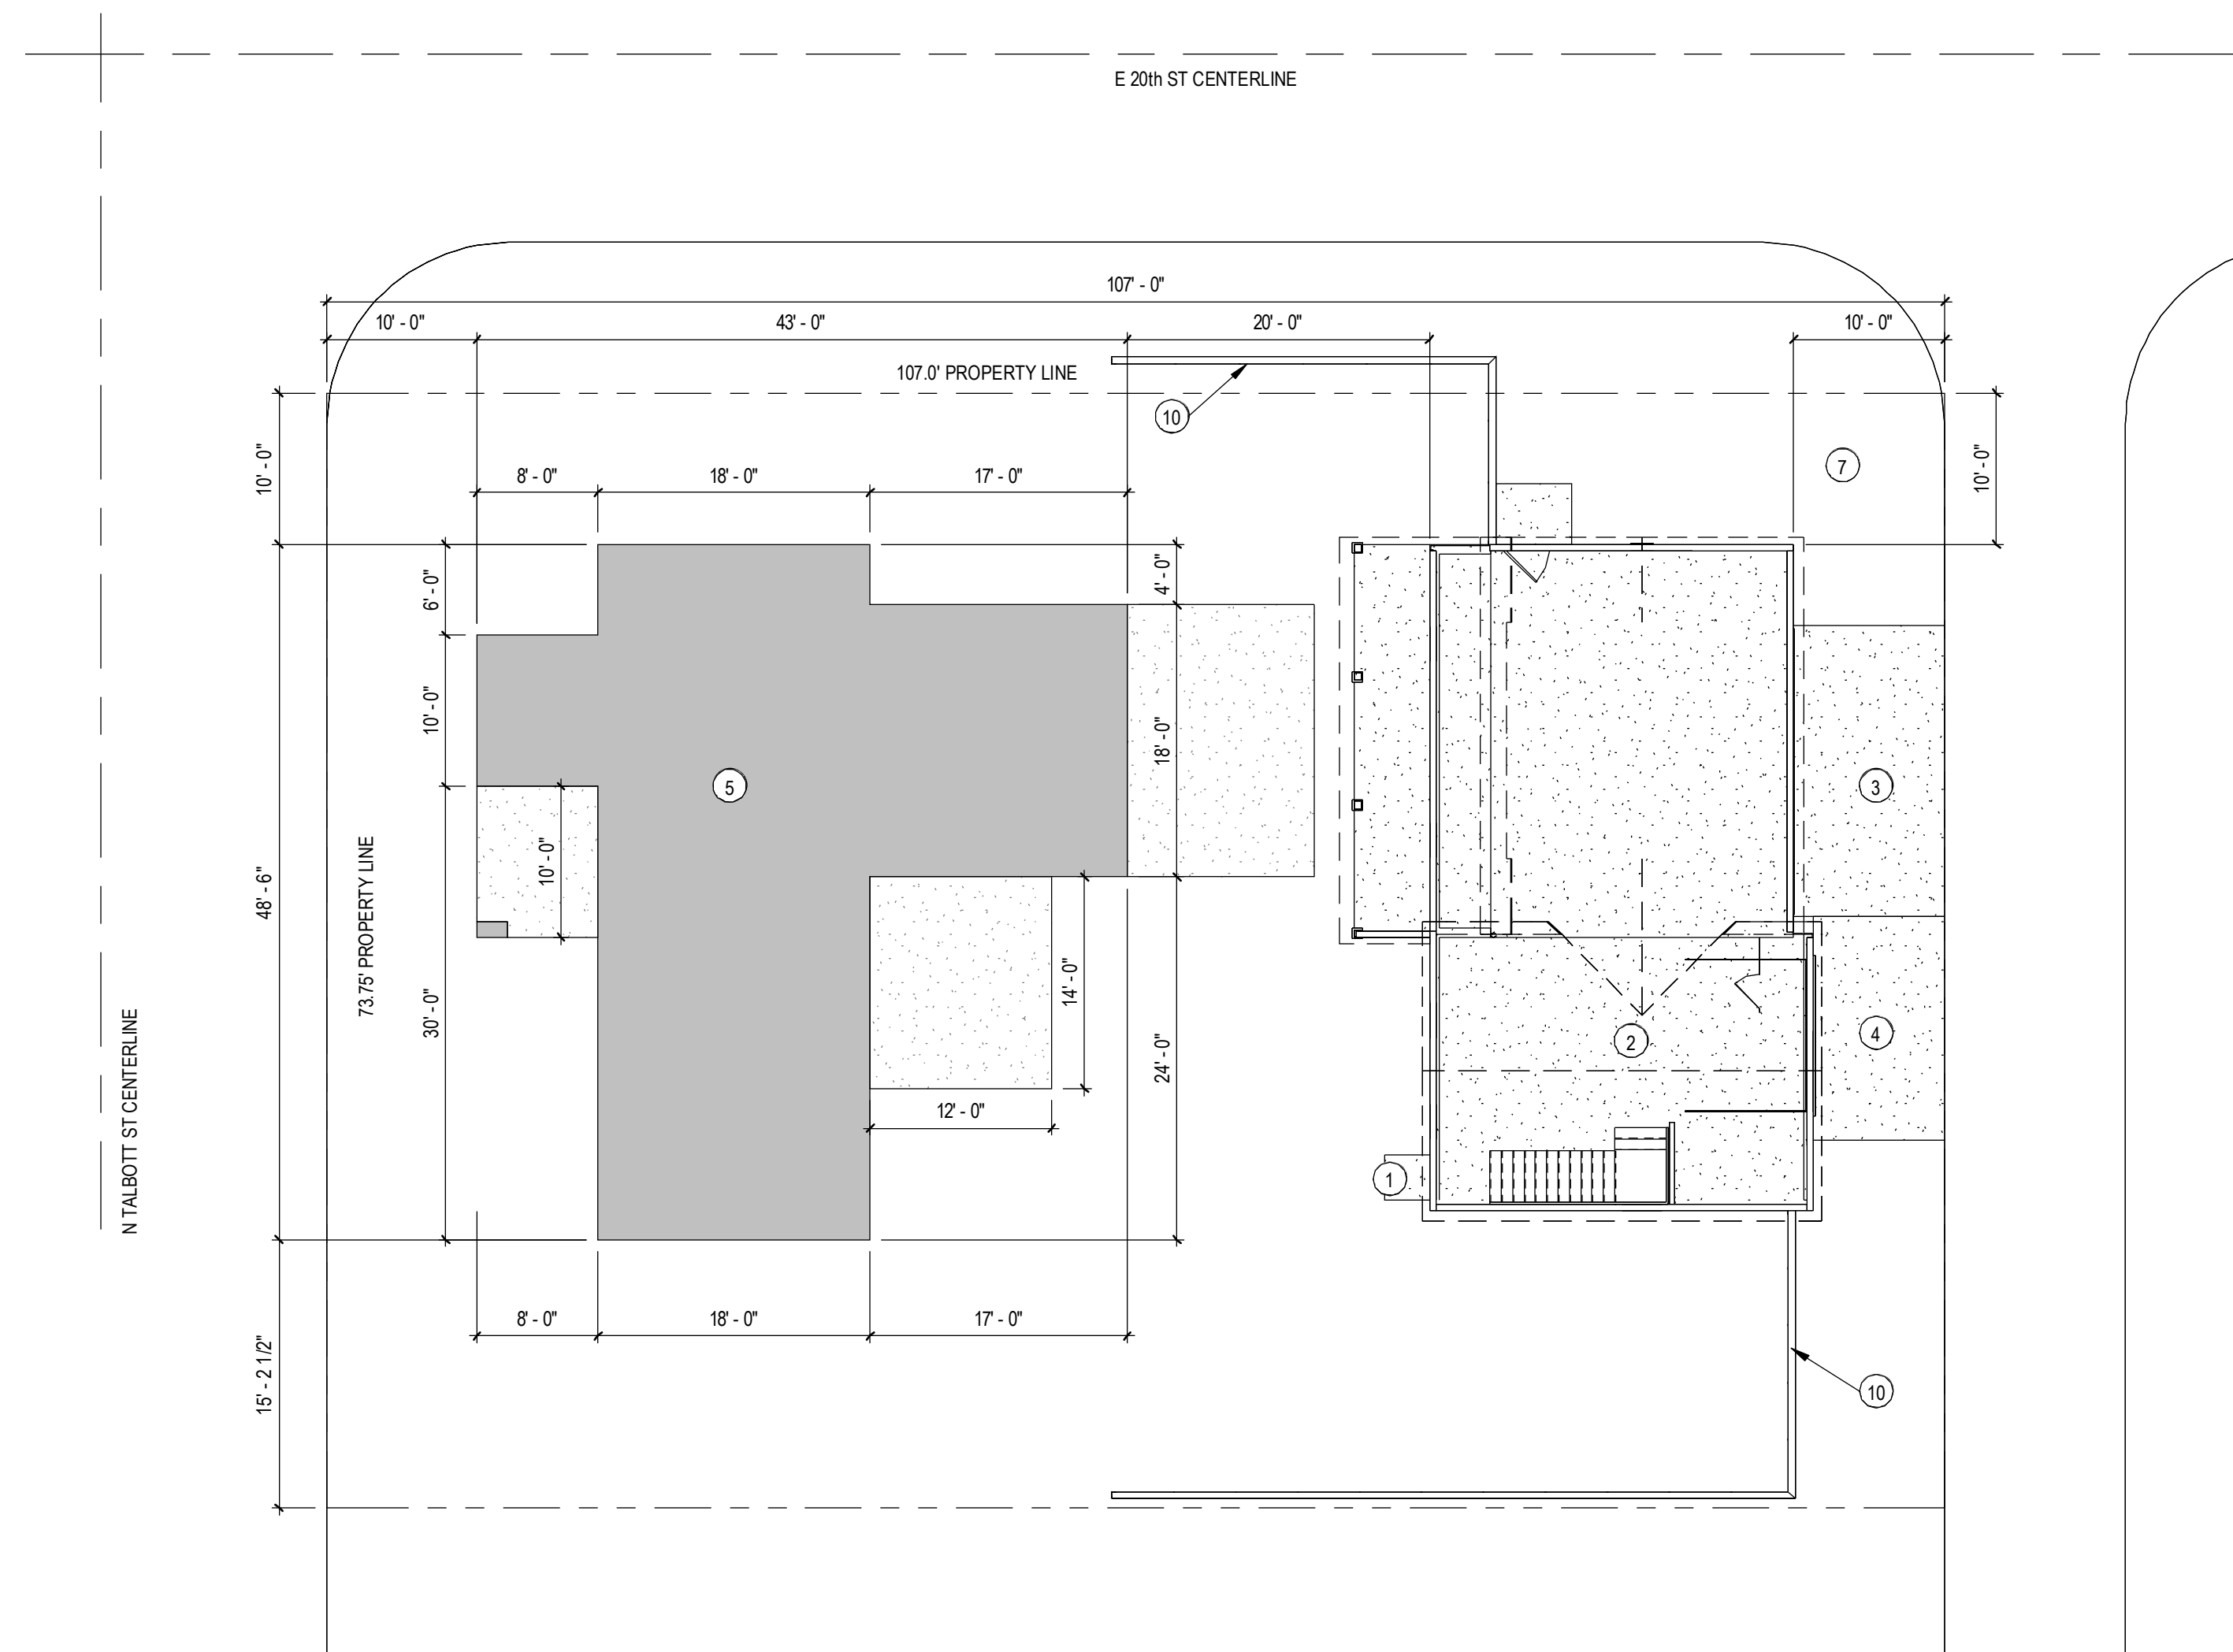 E 20th ST CENTERLINE
107' - 0"
10' - 0"
43' - 0"
20' - 0"
10' - 0"
107.0' PROPERTY LINE
10
10' - 0"
7
10' - 0"
8' - 0"
18' - 0"
17' - 0"
6' - 0"
4' - 0"
10' - 0"
18' - 0"
5
3
10' - 0"
48' - 6"
73.75' PROPERTY LINE
30' - 0"
14' - 0"
24' - 0"
2
4
12' - 0"
N TALBOTT ST CENTERLINE
1
8' - 0"
18' - 0"
17' - 0"
15' - 2 1/2"
10